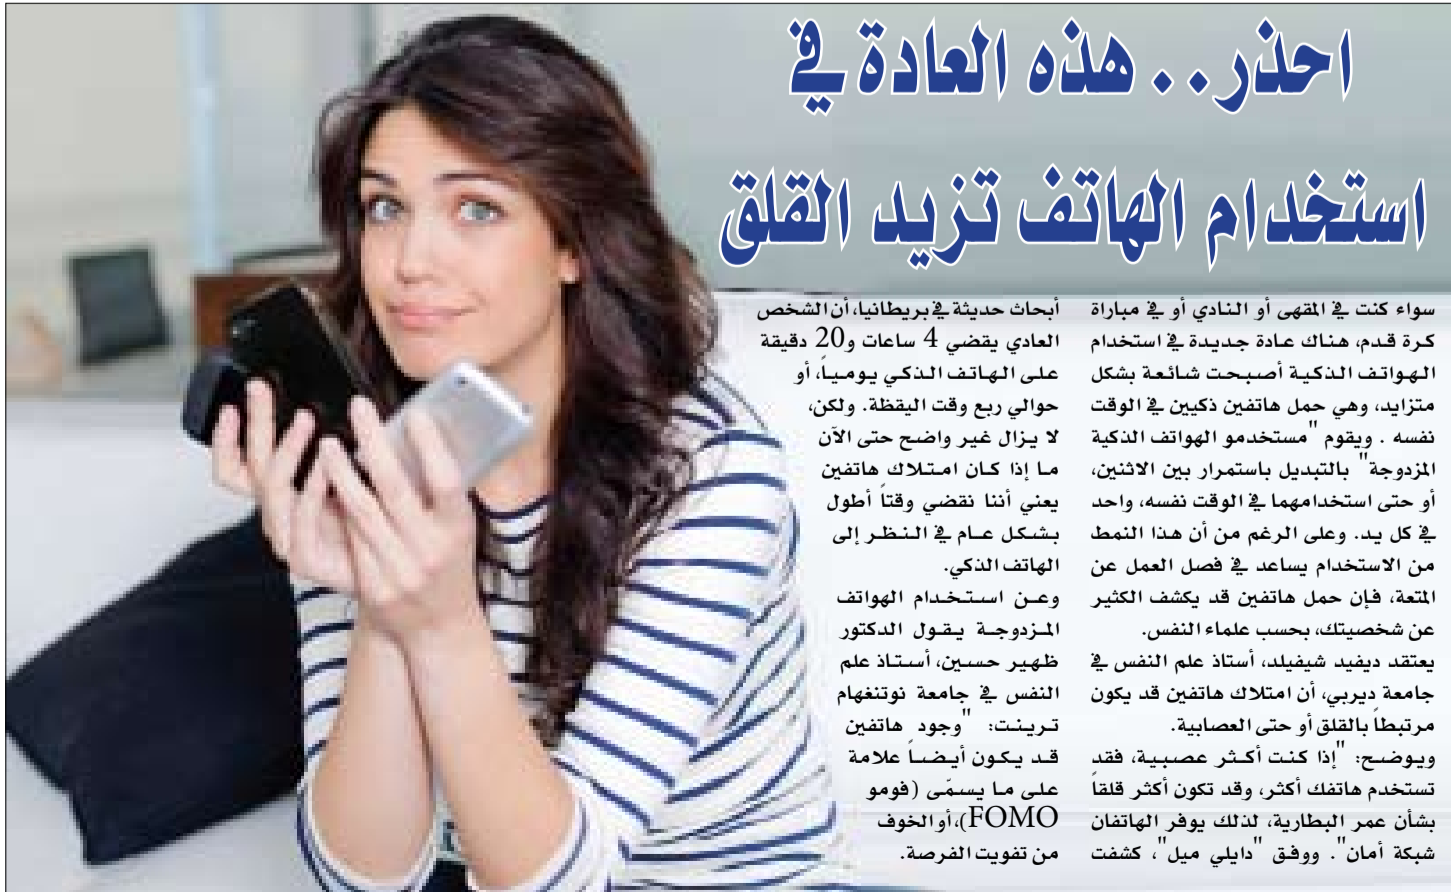 احذر.. هذه العادة في
استخدام الهاتف تزيد القلق
سواء كنت في المقهى أو النادي أو في مباراة
كرة قدم، هناك عادة جديدة في استخدام
الهواتف الذكية أصبحت شائعة بشكل
متزايد، وهي حمل هاتفين ذكيين في الوقت
نفسه . ويقوم "مستخدمو الهواتف الذكية
المزدوجة" بالتبديل باستمرار بين الاثنين،
أو حتى استخدامهما في الوقت نفسه، واحد
في كل يد. وعلى الرغم من أن هذا النمط
من الاستخدام يساعد في فصل العمل عن
المتعة، فإن حمل هاتفين قد يكشف الكثير
عن شخصيتك، بحسب علماء النفس.
يعتقد ديفيد شيفيلد، أستاذ علم النفس في
جامعة ديربي، أن امتلاك هاتفين قد يكون
مرتبطاً بالقلق أو حتى العصابية.
ويوضح: "إذا كنت أكثر عصبية، فقد
تستخدم هاتفك أكثر، وقد تكون أكثر قلقاً
بشأن عمر البطارية، لذلك يوفر الهاتفان
شبكة أمان". ووفق "دايلي ميل"، كشفت
أبحاث حديثة في بريطانيا، أن الشخص
العادي يقضي 4 ساعات و20 دقيقة
على الهاتف الذكي يومياً، أو
حوالي ربع وقت اليقظة. ولكن،
لا يزال غير واضح حتى الآن
ما إذا كان امتلاك هاتفين
يعني أننا نقضي وقتاً أطول
بشكل عام في النظر إلى
الهاتف الذكي.
وعن استخدام الهواتف
المزدوجة يقول الدكتور
ظهير حسين، أستاذ علم
النفس في جامعة نوتنغهام
ترينت: "وجود هاتفين
قد يكون أيضاً علامة
على ما يسمّى (فومو
FOMO)، أو الخوف
من تفويت الفرصة.